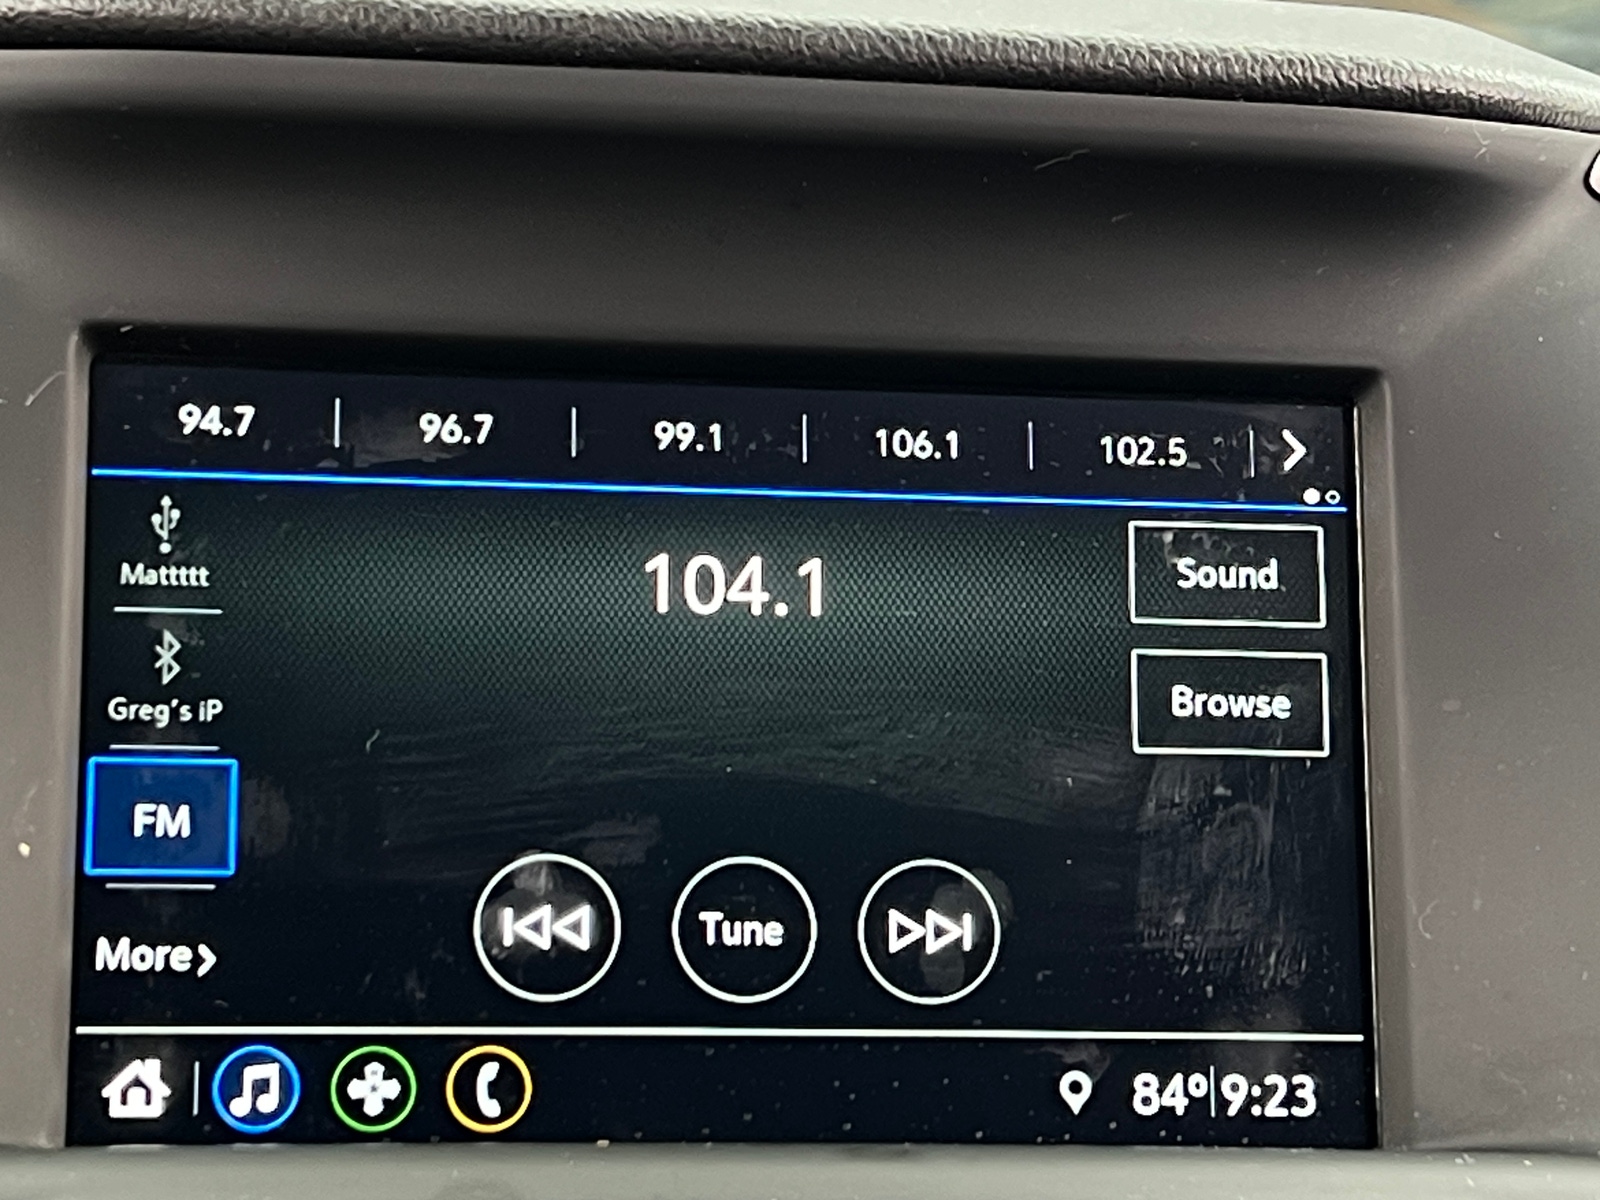 94.7 96.7 99.1 106.1 102.5
Mattttt
104.1
Sound
Greg's iP
Browse
FM
More
Tune
84° 9:23